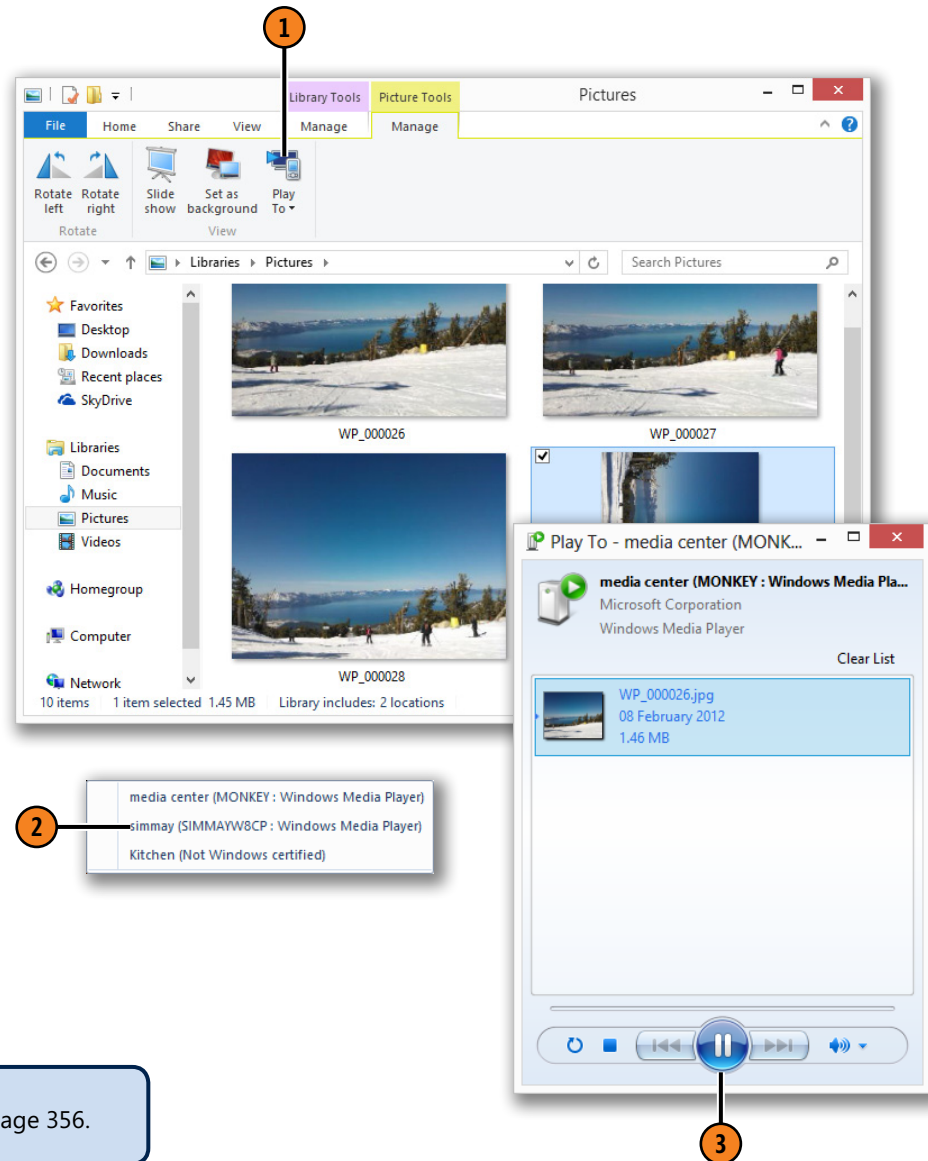 1
Library Tools Picture Tools Pictures
File Home Share View Manage Manage
Rotate left
Rotate right
Slide show
Set as background
Play To
Rotate View
Libraries Pictures Search Pictures
Favorites
Desktop
Downloads
Recent places
SkyDrive
Libraries
Documents
Music
Pictures
Videos
Homegroup
Computer
Network
WP_000026 WP_000027
WP_000028
10 items 1 item selected 1.45 MB Library includes: 2 locations
Play To - media center (MONK...
media center (MONKEY : Windows Media Pla...
Microsoft Corporation
Windows Media Player
Clear List
WP_000026.jpg
08 February 2012
1.46 MB
2
media center (MONKEY : Windows Media Player)
simmay (SIMMAYW8CP : Windows Media Player)
Kitchen (Not Windows certified)
3
age 356.